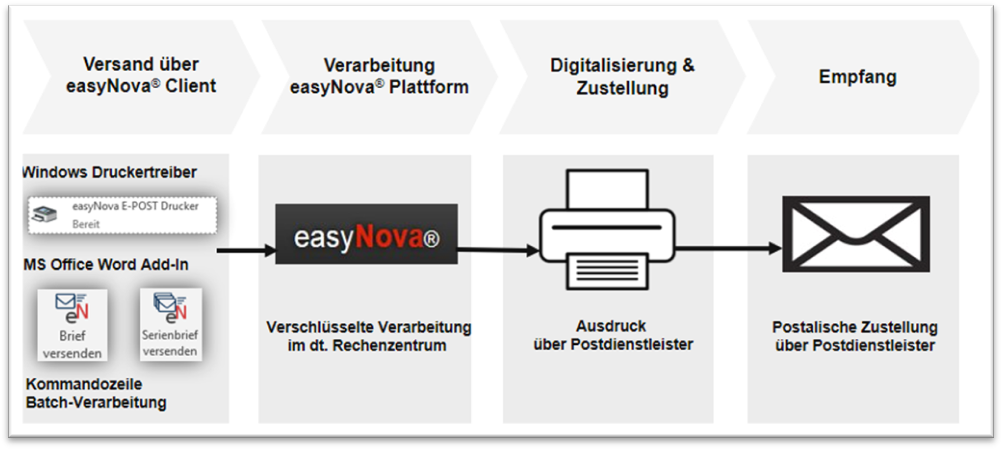 Versand über
easyNova® Client
Verarbeitung
easyNova® Plattform
Digitalisierung &
Zustellung
Empfang
Windows Druckertreiber
easyNova E-POST Drucker
Bereit
MS Office Word Add-In
eN
Brief
versenden
eN
Serienbrief
versenden
Kommandozeile
Batch-Verarbeitung
easyNova®
Verschlüsselte Verarbeitung
im dt. Rechenzentrum
Ausdruck
über Postdienstleister
Postalische Zustellung
über Postdienstleister